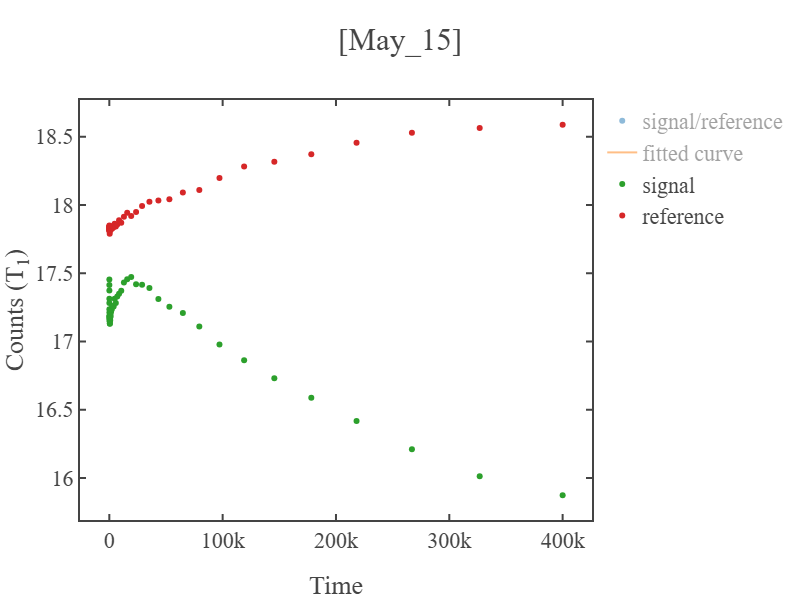 [May_15]
signal/reference
fitted curve
signal
reference
Counts (T1)
18.5
18
17.5
17
16.5
16
0 100k 200k 300k 400k
Time